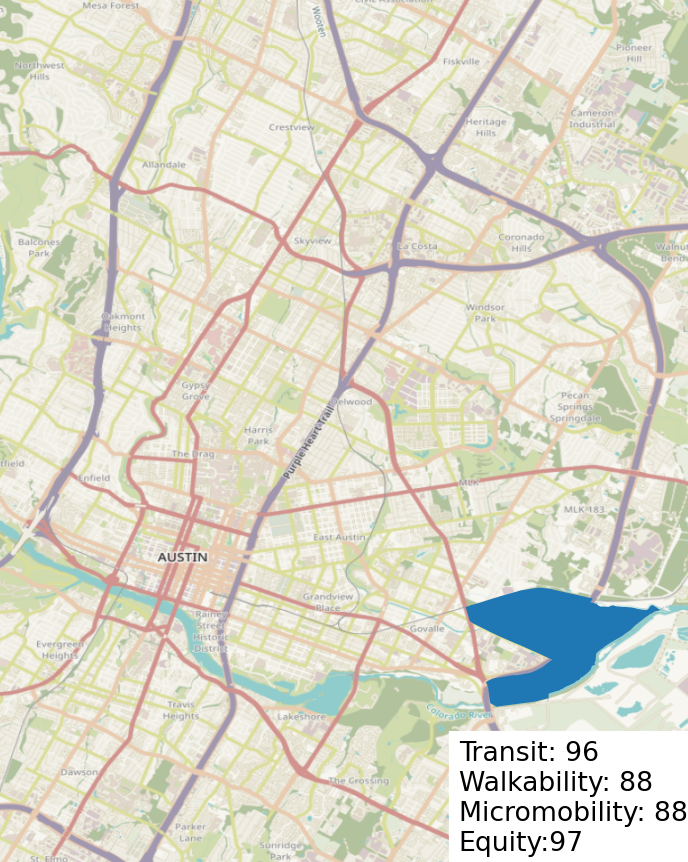 Mesa Forest
Civic Association
Wooten
Fiskville
Pioneer
Hill
Northwest
Hills
Cameron
Industrial
Crestview
Heritage
Hills
Allandale
Balcones
Park
Skyview
La Costa
Coronado
Hills
Walnut
Bend
Oakmont
Heights
Windsor
Park
Gypsy
Grove
Delwood
Pecan
Springs
Springdale
Harris
Park
Purple Heart Trail
The Drag
tfield
Enfield
MLK
MLK 183
East Austin
AUSTIN
Grandview
Place
Rainey
Street
Historic
District
Govalle
Evergreen
Heights
Travis
Heights
Lakeshore
Colorado River
Dawson
The Grossing
Parker
Lane
Sunridge
Park
St. Elmo
Transit: 96
Walkability: 88
Micromobility: 88
Equity:97